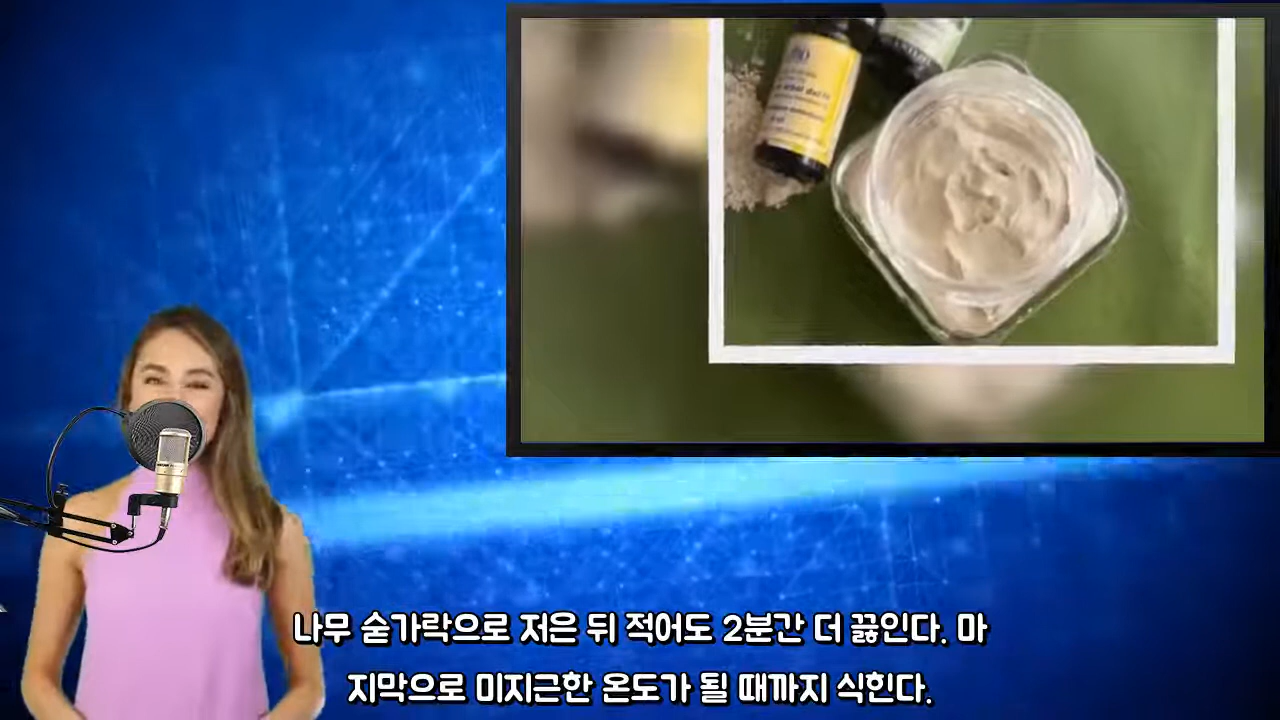 나무 숟가락으로 저은 뒤 적어도 2분간 더 끓인다. 마
지막으로 미지근한 온도가 될 때까지 식힌다.